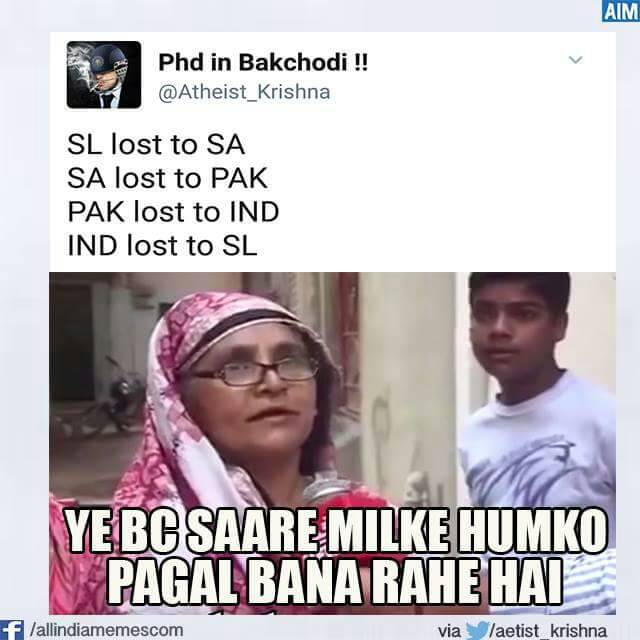 AIM
Phd in Bakchodi !!
@Atheist_Krishna
SL lost to SA
SA lost to PAK
PAK lost to IND
IND lost to SL
YE BC SAARE MILKE HUMKO
PAGAL BANA RAHE HAI
f /allindiamemescom
via /aetist_krishna